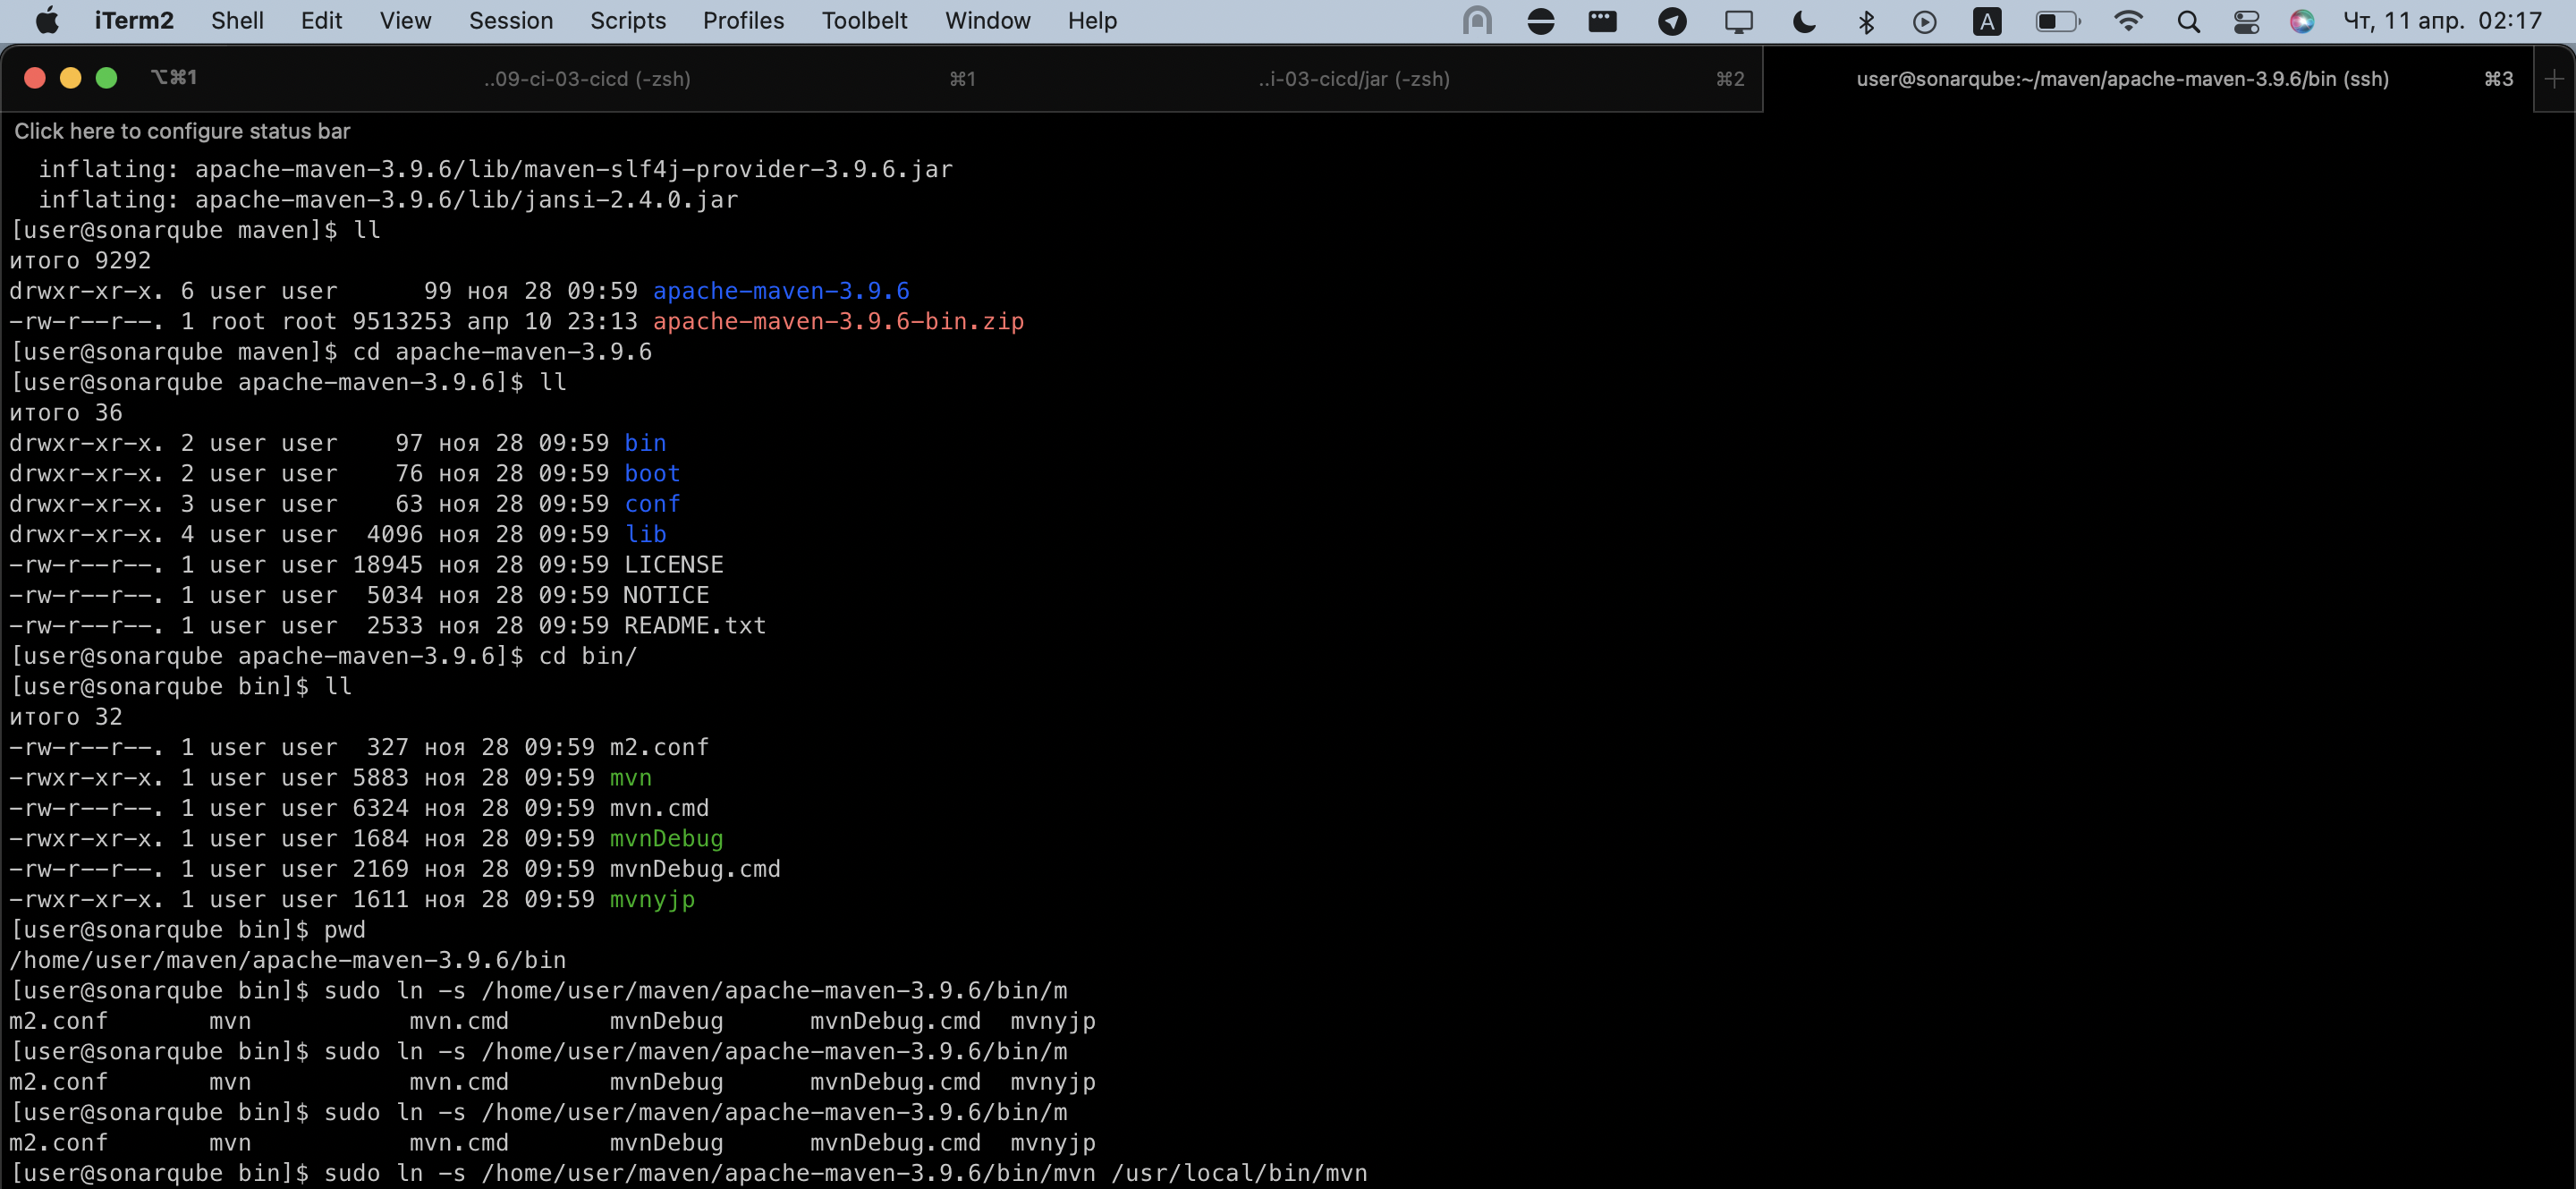 iTerm2 Shell Edit View Session Scripts Profiles Toolbelt Window Help A Чт, 11 апр. 02:17
⌥⌘1 ..09-ci-03-cicd (-zsh) ⌘1 ..i-03-cicd/jar (-zsh) ⌘2 user@sonarqube:~/maven/apache-maven-3.9.6/bin (ssh) ⌘3 +
Click here to configure status bar
  inflating: apache-maven-3.9.6/lib/maven-slf4j-provider-3.9.6.jar
  inflating: apache-maven-3.9.6/lib/jansi-2.4.0.jar
[user@sonarqube maven]$ ll
итого 9292
drwxr-xr-x. 6 user user      99 ноя 28 09:59 apache-maven-3.9.6
-rw-r--r--. 1 root root 9513253 апр 10 23:13 apache-maven-3.9.6-bin.zip
[user@sonarqube maven]$ cd apache-maven-3.9.6
[user@sonarqube apache-maven-3.9.6]$ ll
итого 36
drwxr-xr-x. 2 user user    97 ноя 28 09:59 bin
drwxr-xr-x. 2 user user    76 ноя 28 09:59 boot
drwxr-xr-x. 3 user user    63 ноя 28 09:59 conf
drwxr-xr-x. 4 user user  4096 ноя 28 09:59 lib
-rw-r--r--. 1 user user 18945 ноя 28 09:59 LICENSE
-rw-r--r--. 1 user user  5034 ноя 28 09:59 NOTICE
-rw-r--r--. 1 user user  2533 ноя 28 09:59 README.txt
[user@sonarqube apache-maven-3.9.6]$ cd bin/
[user@sonarqube bin]$ ll
итого 32
-rw-r--r--. 1 user user  327 ноя 28 09:59 m2.conf
-rwxr-xr-x. 1 user user 5883 ноя 28 09:59 mvn
-rw-r--r--. 1 user user 6324 ноя 28 09:59 mvn.cmd
-rwxr-xr-x. 1 user user 1684 ноя 28 09:59 mvnDebug
-rw-r--r--. 1 user user 2169 ноя 28 09:59 mvnDebug.cmd
-rwxr-xr-x. 1 user user 1611 ноя 28 09:59 mvnyjp
[user@sonarqube bin]$ pwd
/home/user/maven/apache-maven-3.9.6/bin
[user@sonarqube bin]$ sudo ln -s /home/user/maven/apache-maven-3.9.6/bin/m
m2.conf       mvn           mvn.cmd       mvnDebug      mvnDebug.cmd  mvnyjp
[user@sonarqube bin]$ sudo ln -s /home/user/maven/apache-maven-3.9.6/bin/m
m2.conf       mvn           mvn.cmd       mvnDebug      mvnDebug.cmd  mvnyjp
[user@sonarqube bin]$ sudo ln -s /home/user/maven/apache-maven-3.9.6/bin/m
m2.conf       mvn           mvn.cmd       mvnDebug      mvnDebug.cmd  mvnyjp
[user@sonarqube bin]$ sudo ln -s /home/user/maven/apache-maven-3.9.6/bin/mvn /usr/local/bin/mvn